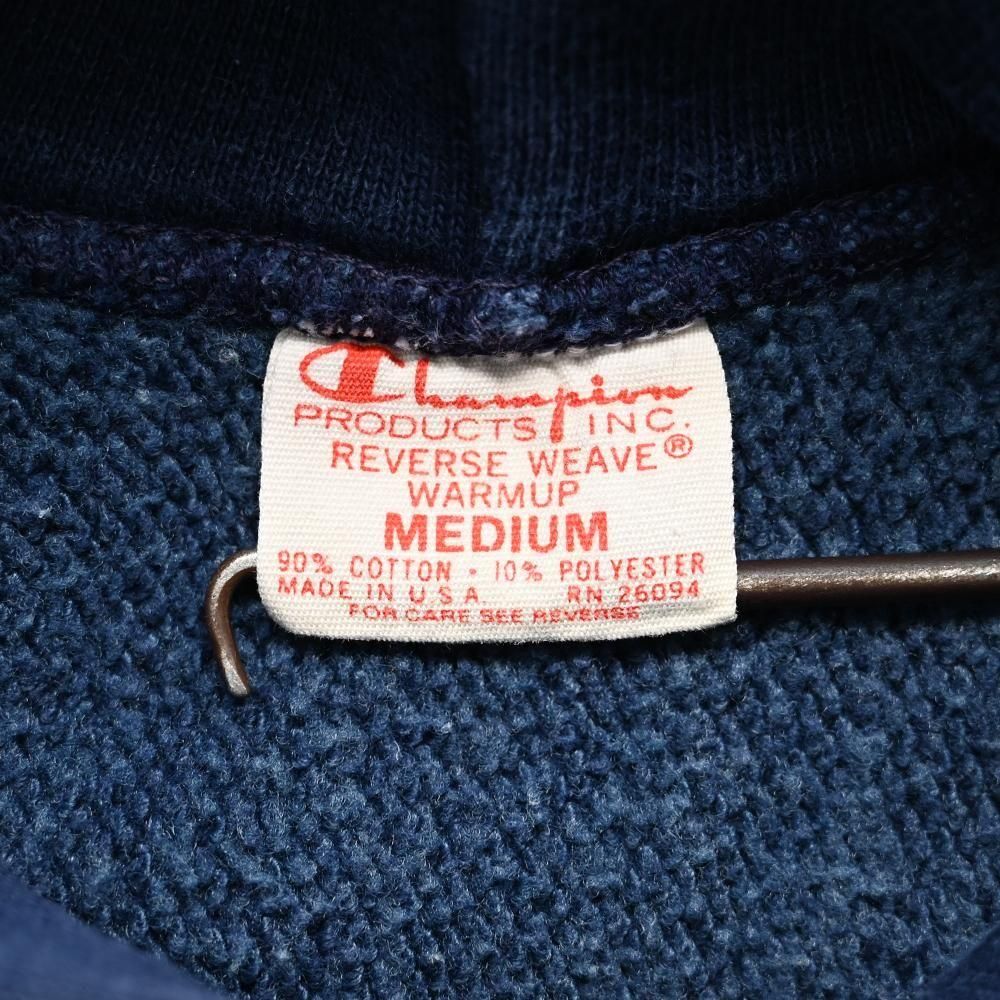 Champion
PRODUCTS INC.
REVERSE WEAVE®
WARMUP
MEDIUM
90% COTTON · 10% POLYESTER
MADE IN U S A RN 26094
FOR CARE SEE REVERSE